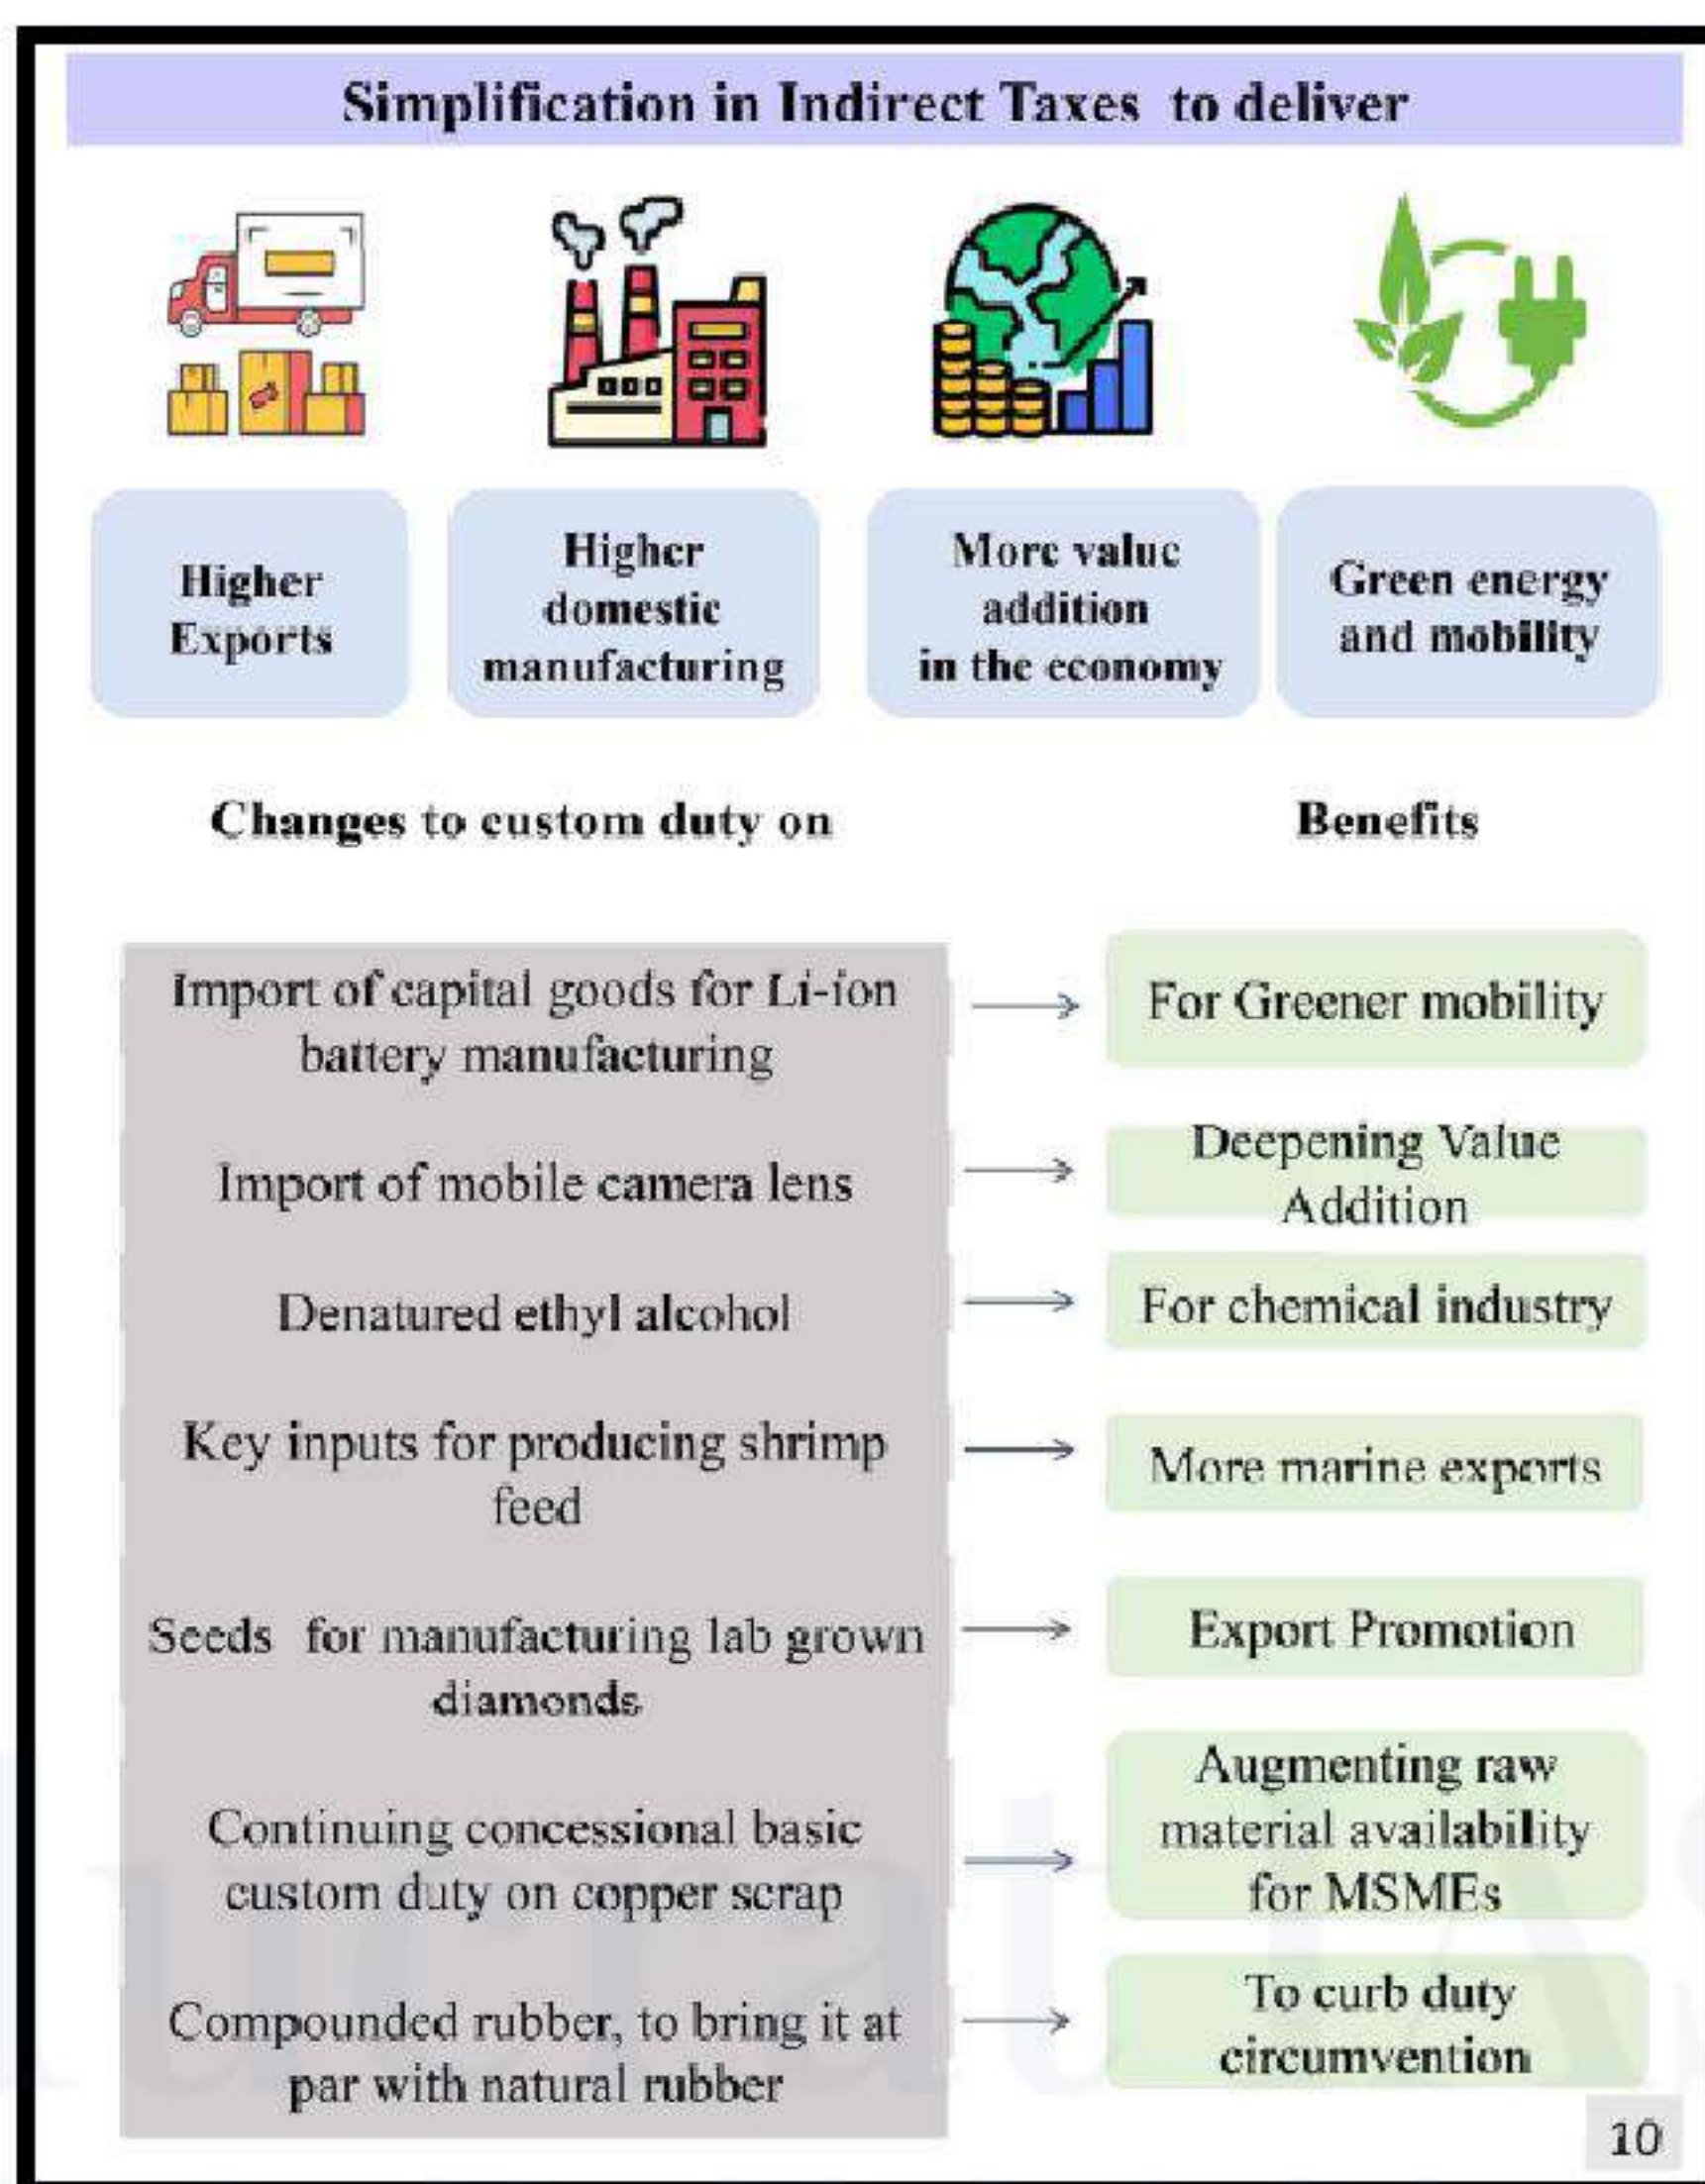 Simplification in Indirect Taxes to deliver
Higher
Exports
Higher
domestic
manufacturing
More value
addition
in the economy
Green energy
and mobility
Changes to custom duty on
Benefits
Import of capital goods for Li-ion
battery manufacturing
For Greener mobility
Import of mobile camera lens
Deepening Value
Addition
Denatured ethyl alcohol
For chemical industry
Key inputs for producing shrimp
feed
More marine exports
Seeds for manufacturing lab grown
diamonds
Export Promotion
Continuing concessional basic
custom duty on copper scrap
Augmenting raw
material availability
for MSMEs
Compounded rubber, to bring it at
par with natural rubber
To curb duty
circumvention
10